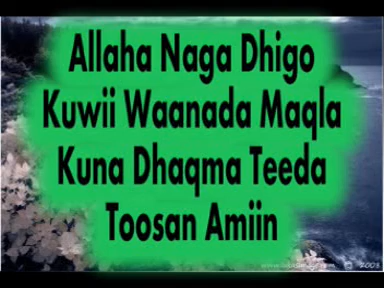 Allaha Naga Dhigo
Kuwii Waanada Maqla
Kuna Dhaqma Teeda
Toosan Amiin